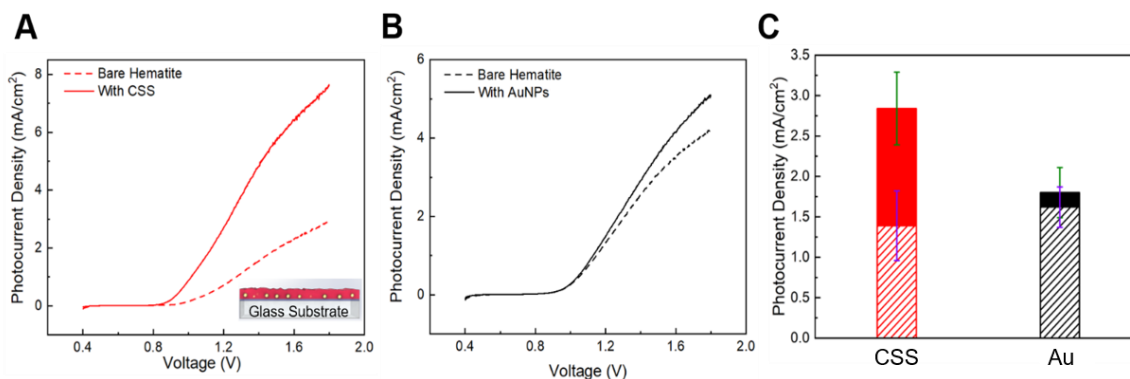 A
Photocurrent Density (mA/cm²)
8
6
4
2
0
Bare Hematite
With CSS
Glass Substrate
0.4
0.8
1.2
1.6
2.0
Voltage (V)
B
Photocurrent Density (mA/cm²)
6
4
2
0
Bare Hematite
With AuNPs
0.4
0.8
1.2
1.6
2.0
Voltage (V)
C
Photocurrent Density (mA/cm²)
3.5
3.0
2.5
2.0
1.5
1.0
0.5
0.0
CSS
Au